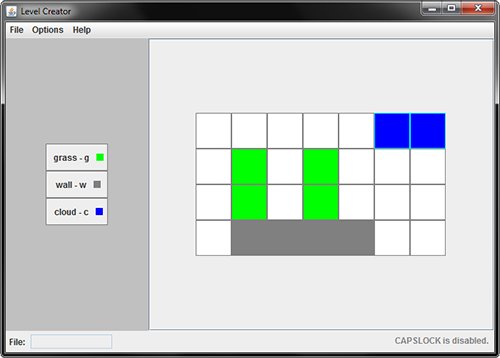 Level Creator
File Options Help
grass - g
wall - w
cloud - c
File:
CAPSLOCK is disabled.